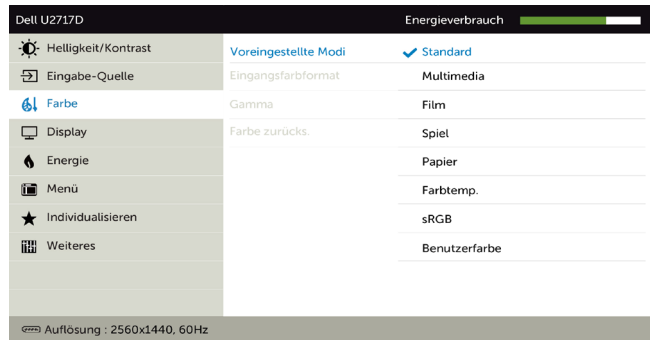 Dell U2717D Energieverbrauch
Helligkeit/Kontrast Voreingestellte Modi Standard
Eingabe-Quelle Eingangsfarbformat Multimedia
Farbe Gamma Film
Display Farbe zurücks. Spiel
Energie Papier
Menü Farbtemp.
Individualisieren sRGB
Weiteres Benutzerfarbe
Auflösung : 2560x1440, 60Hz